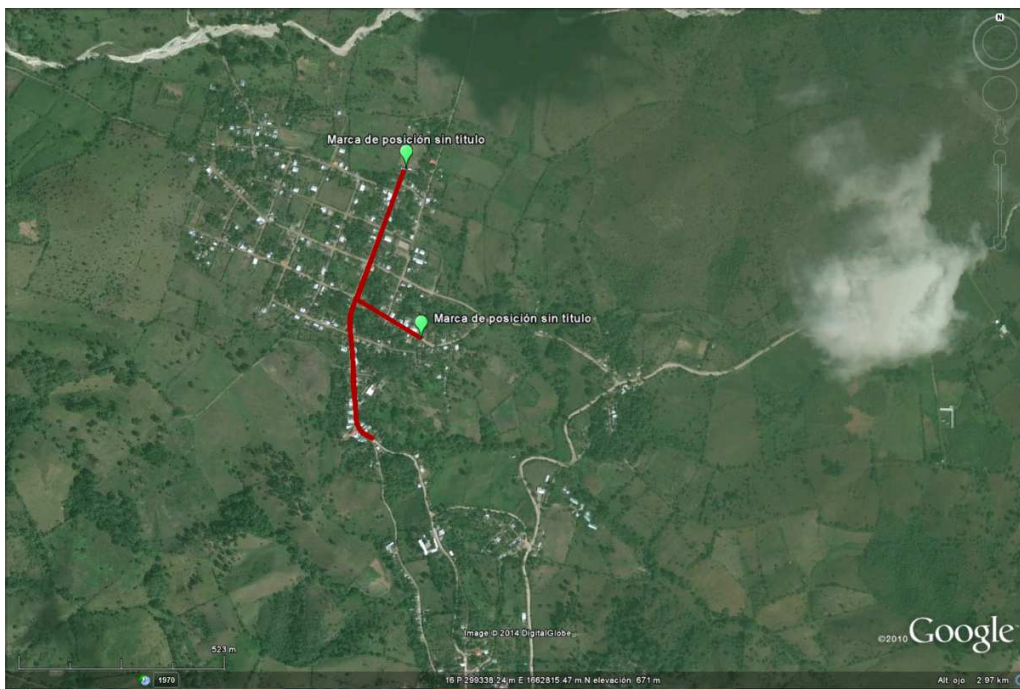 N
Marca de posición sin título
Marca de posición sin título
Image © 2014 DigitalGlobe
©2010 Google
523 m
1970
16 P 299338.24 m E 1662815.47 m N elevación 671 m
Alt. ojo 2.97 km